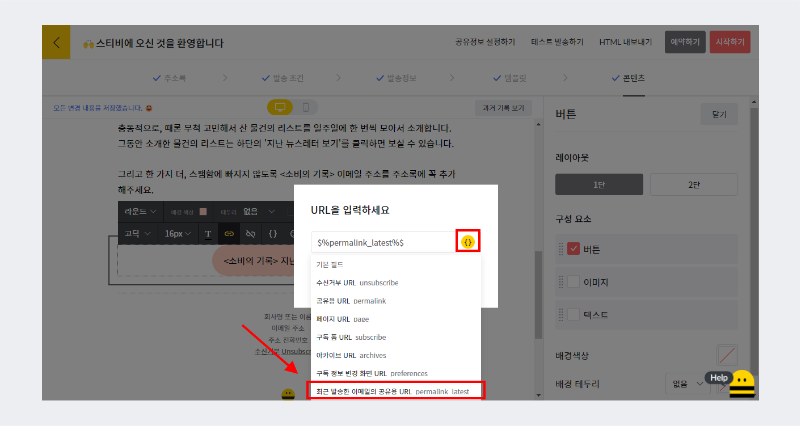 스티비에 오신 것을 환영합니다
공유정보 설정하기 테스트 발송하기 HTML 내보내기 예약하기 시작하기
주소록 발송 조건 발송정보 템플릿 콘텐츠
모든 변경 내용을 저장했습니다. 과거 기록 보기
충동적으로, 때론 무척 고민해서 산 물건의 리스트를 일주일에 한 번씩 모아서 소개합니다.
그동안 소개한 물건의 리스트는 하단의 '지난 뉴스레터 보기'를 클릭하면 보실 수 있습니다.
그리고 한 가지 더, 스팸함에 빠지지 않도록 <소비의 기록> 이메일 주소를 주소록에 꼭 추가
해주세요.
라운드 배경 색상 테두리 없음
고딕 16px T {}
<소비의 기록> 지난
회사명 또는 이름
이메일 주소
주소 전화번호
수신거부 Unsubscr
URL을 입력하세요
$%permalink_latest%$ {}
기본 필드
수신거부 URL unsubscribe
공유용 URL permalink
페이지 URL page
구독 폼 URL subscribe
아카이브 URL archives
구독 정보 변경 화면 URL preferences
최근 발송한 이메일의 공유용 URL permalink_latest
버튼 닫기
레이아웃
1단 2단
구성 요소
버튼
이미지
텍스트
배경색상
배경 테두리 없음
Help